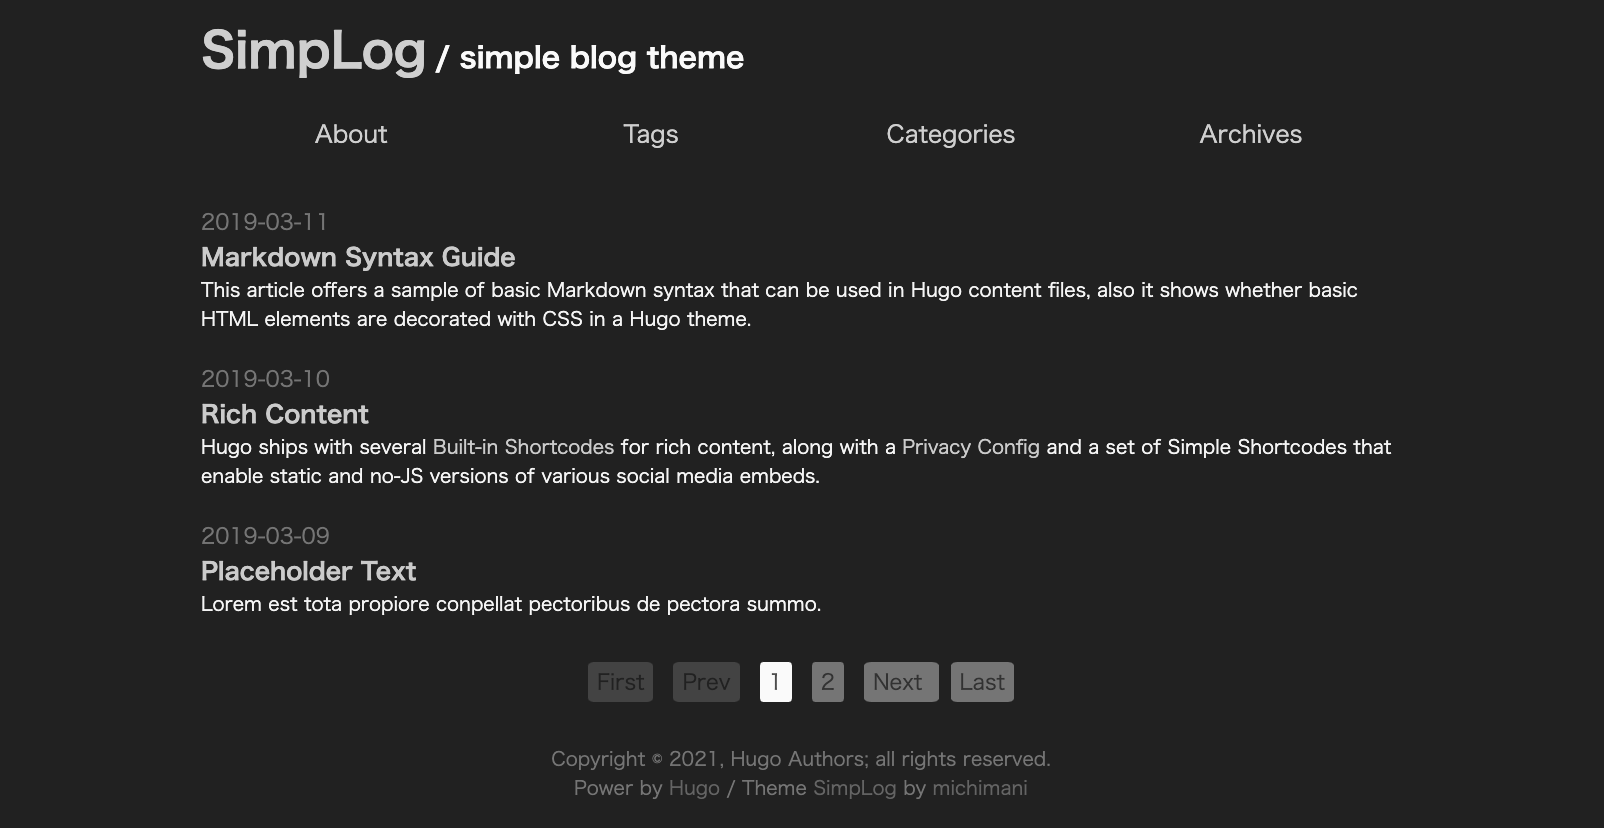 SimpLog / simple blog theme
About Tags Categories Archives
2019-03-11
Markdown Syntax Guide
This article offers a sample of basic Markdown syntax that can be used in Hugo content files, also it shows whether basic
HTML elements are decorated with CSS in a Hugo theme.
2019-03-10
Rich Content
Hugo ships with several Built-in Shortcodes for rich content, along with a Privacy Config and a set of Simple Shortcodes that
enable static and no-JS versions of various social media embeds.
2019-03-09
Placeholder Text
Lorem est tota propiore conpellat pectoribus de pectora summo.
First Prev 1 2 Next Last
Copyright © 2021, Hugo Authors; all rights reserved.
Power by Hugo / Theme SimpLog by michimani